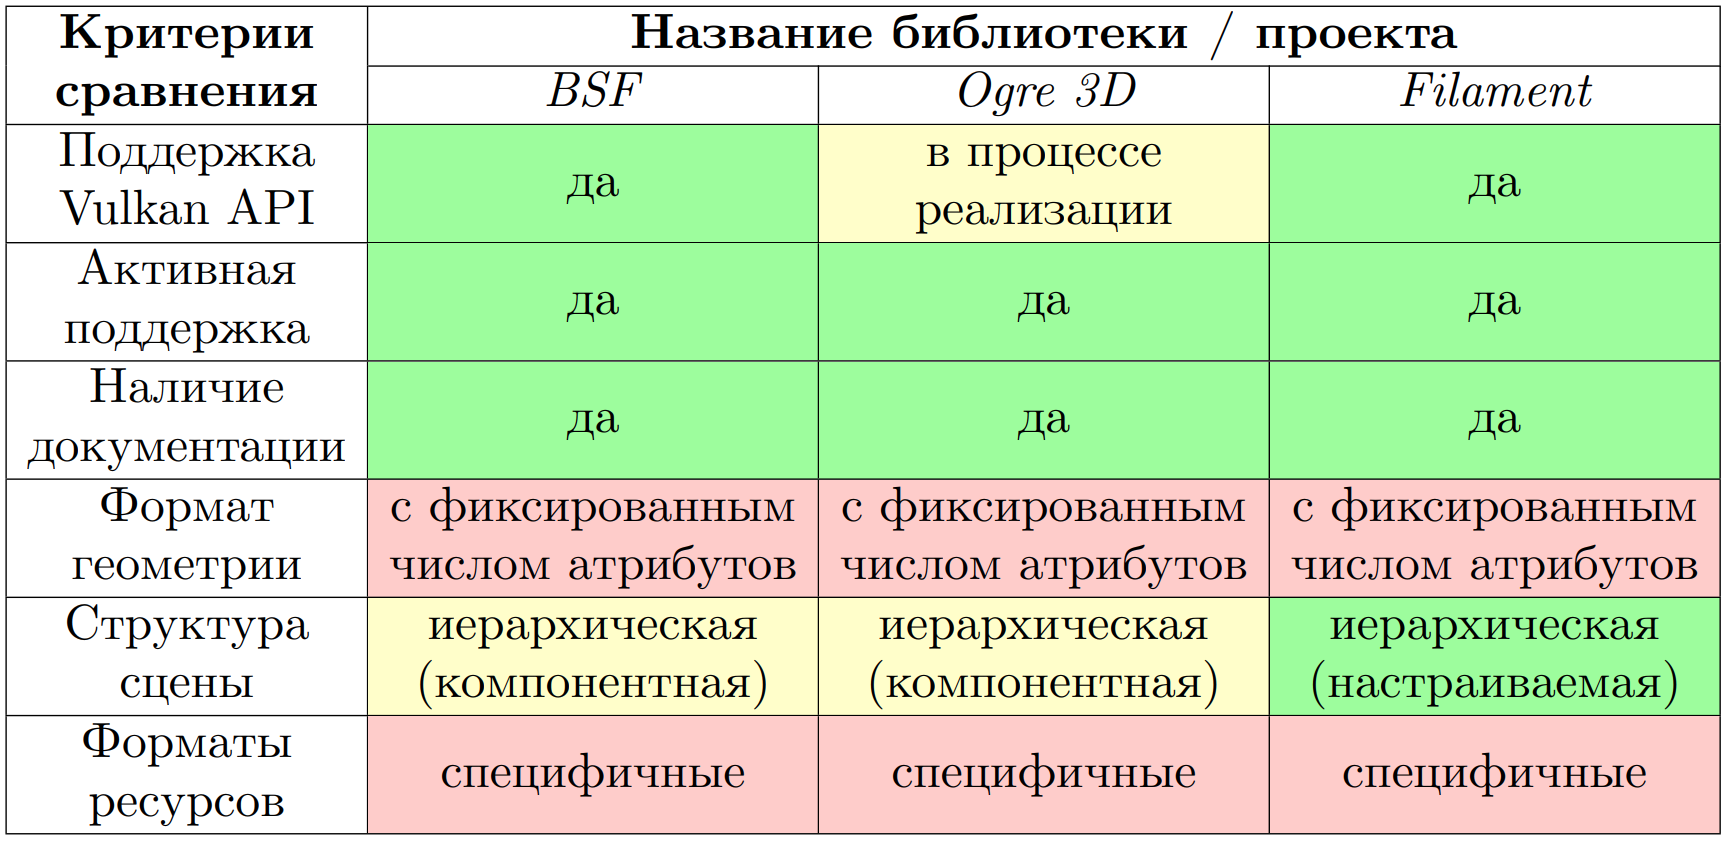 Критерии
сравнения
Название библиотеки / проекта
BSF
Ogre 3D
Filament
Поддержка
Vulkan API
да
в процессе
реализации
да
Активная
поддержка
да
да
да
Наличие
документации
да
да
да
Формат
геометрии
с фиксированным
числом атрибутов
с фиксированным
числом атрибутов
с фиксированным
числом атрибутов
Структура
сцены
иерархическая
(компонентная)
иерархическая
(компонентная)
иерархическая
(настраиваемая)
Форматы
ресурсов
специфичные
специфичные
специфичные